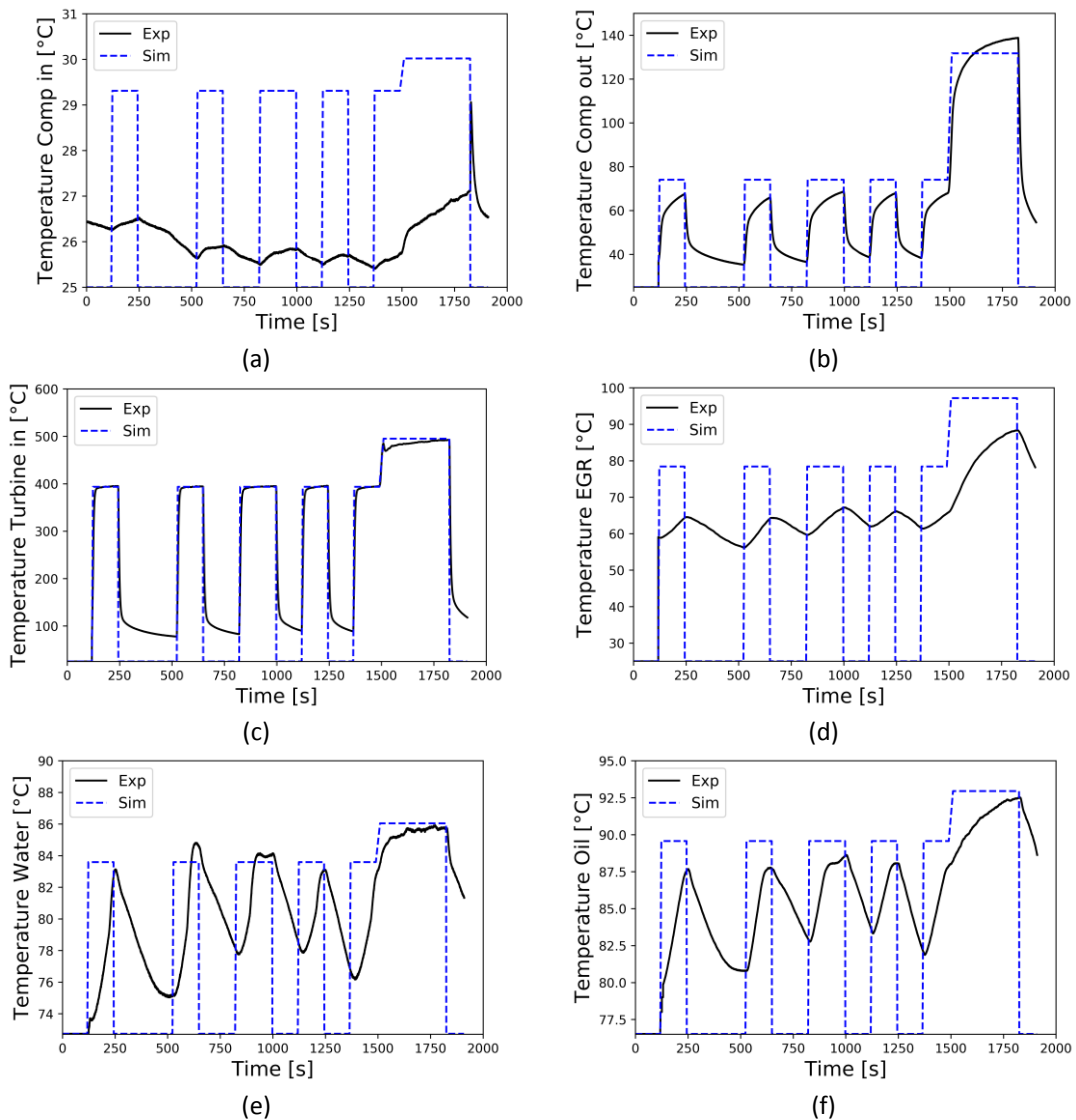 Temperature Comp in [°C]
31
30
29
28
27
26
25
Exp
Sim
0 250 500 750 1000 1250 1500 1750 2000
Time [s]
(a)
Temperature Comp out [°C]
140
120
100
80
60
40
Exp
Sim
0 250 500 750 1000 1250 1500 1750 2000
Time [s]
(b)
Temperature Turbine in [°C]
600
500
400
300
200
100
Exp
Sim
0 250 500 750 1000 1250 1500 1750 2000
Time [s]
(c)
Temperature EGR [°C]
100
90
80
70
60
50
40
30
Exp
Sim
0 250 500 750 1000 1250 1500 1750 2000
Time [s]
(d)
Temperature Water [°C]
90
88
86
84
82
80
78
76
74
Exp
Sim
0 250 500 750 1000 1250 1500 1750 2000
Time [s]
(e)
Temperature Oil [°C]
95.0
92.5
90.0
87.5
85.0
82.5
80.0
77.5
Exp
Sim
0 250 500 750 1000 1250 1500 1750 2000
Time [s]
(f)